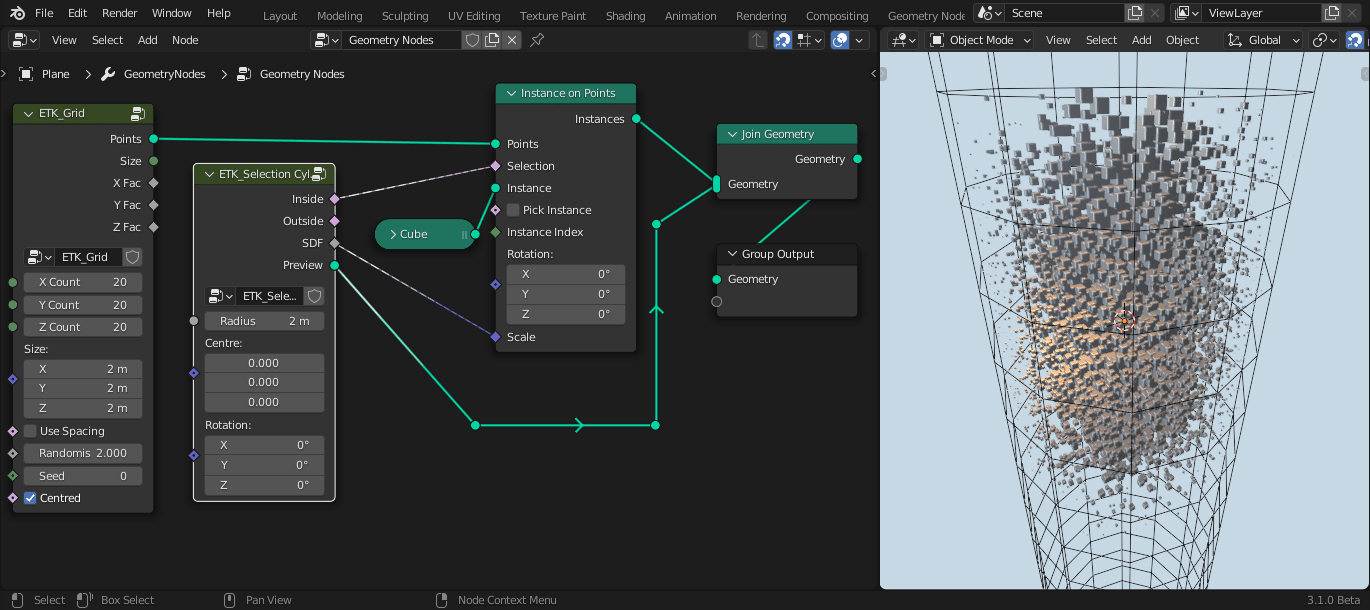 File Edit Render Window Help
Layout Modeling Sculpting UV Editing Texture Paint Shading Animation Rendering Compositing Geometry Node
Scene
ViewLayer
View Select Add Node
Geometry Nodes
Object Mode View Select Add Object Global
Plane GeometryNodes Geometry Nodes
ETK_Grid
Points
Size
X Fac
Y Fac
Z Fac
ETK_Grid
X Count 20
Y Count 20
Z Count 20
Size:
X 2 m
Y 2 m
Z 2 m
Use Spacing
Randomis 2.000
Seed 0
Centred
ETK_Selection Cyl
Inside
Outside
SDF
Preview
ETK_Sele...
Radius 2 m
Centre:
0.000
0.000
0.000
Rotation:
X 0°
Y 0°
Z 0°
Cube
Instance on Points
Instances
Points
Selection
Instance
Pick Instance
Instance Index
Rotation:
X 0°
Y 0°
Z 0°
Scale
Join Geometry
Geometry
Geometry
Group Output
Geometry
Select Box Select Pan View Node Context Menu 3.1.0 Beta